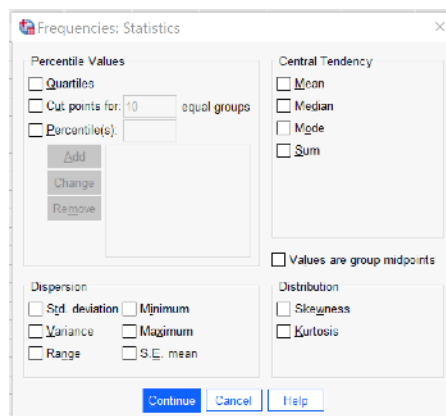 Frequencies: Statistics
Percentile Values
Quartiles
Cut points for: 10 equal groups
Percentile(s):
Add
Change
Remove
Central Tendency
Mean
Median
Mode
Sum
Values are group midpoints
Dispersion
Std. deviation Minimum
Variance Maximum
Range S.E. mean
Distribution
Skewness
Kurtosis
Continue Cancel Help